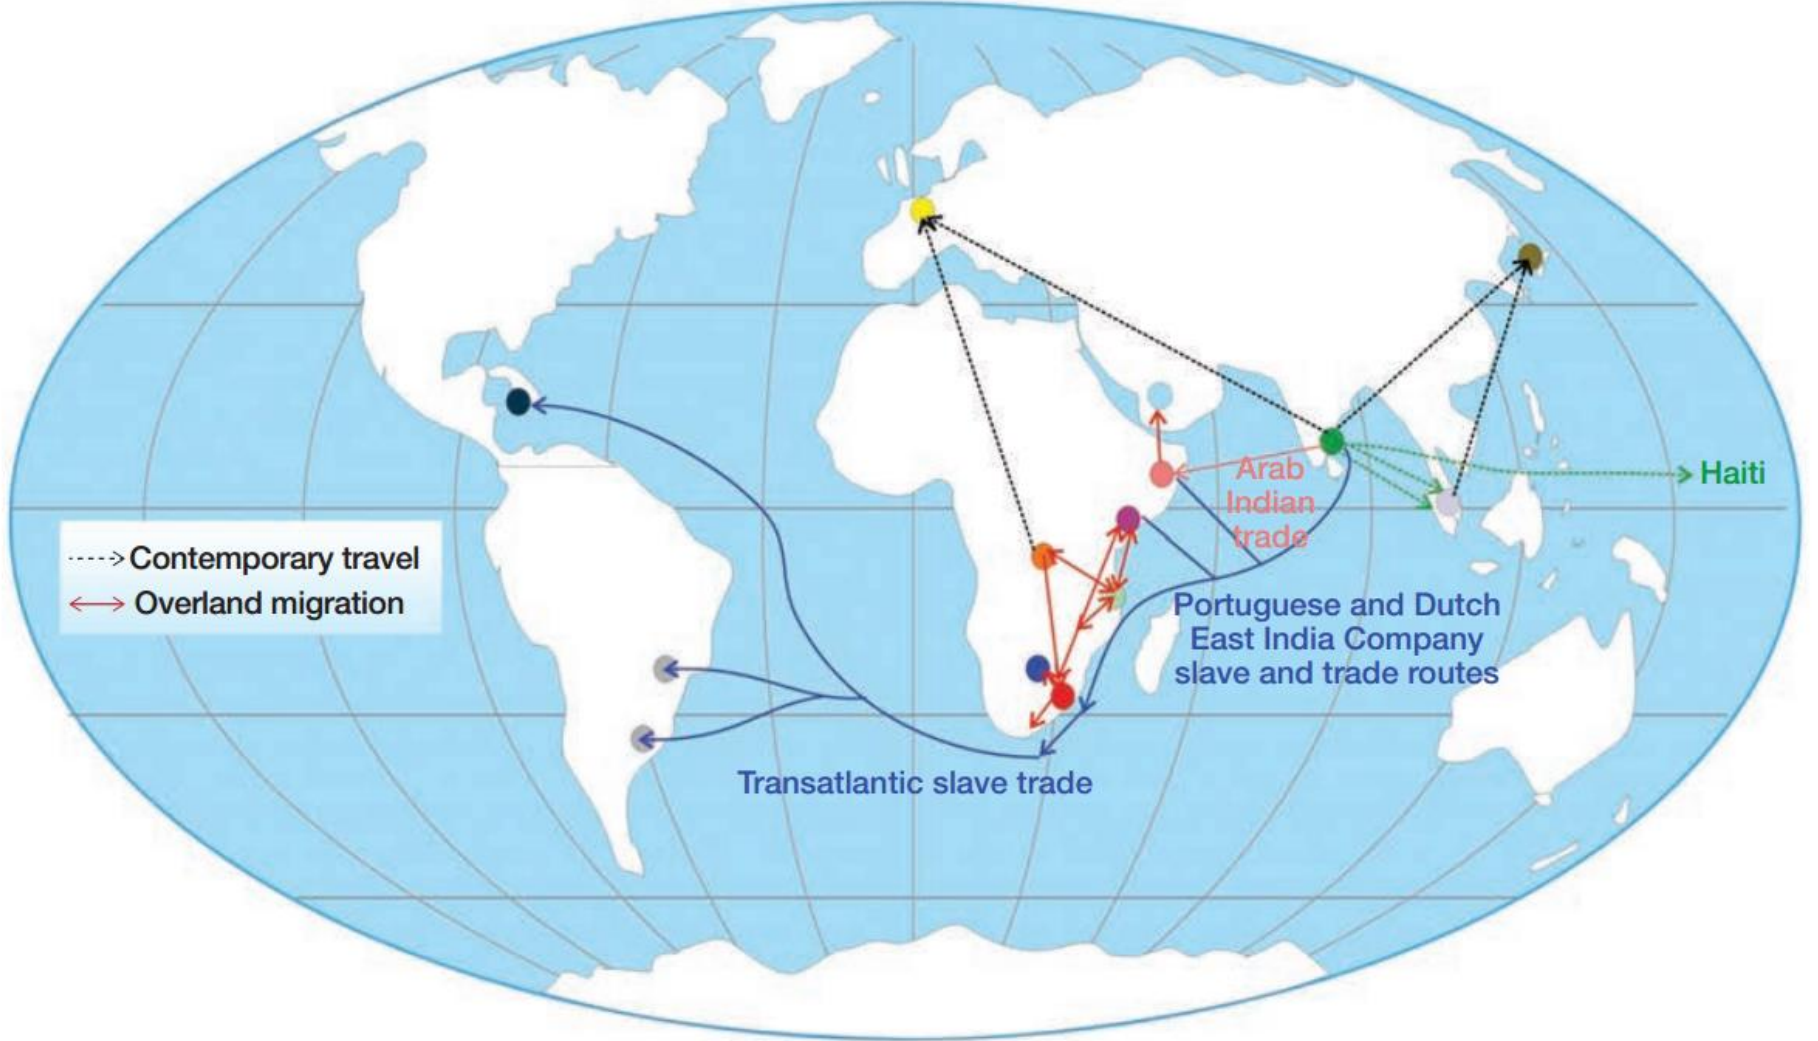 Arab
Indian
trade
Haiti
Contemporary travel
Overland migration
Portuguese and Dutch
East India Company
slave and trade routes
Transatlantic slave trade